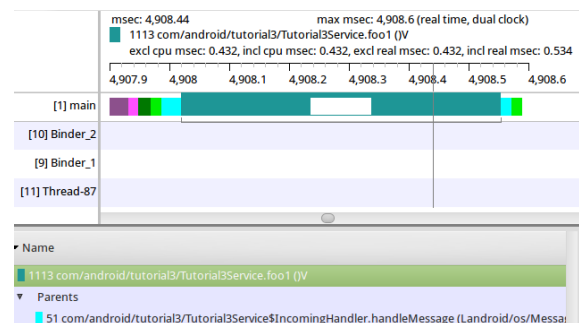 msec: 4,908.44 max msec: 4,908.6 (real time, dual clock)
1113 com/android/tutorial3/Tutorial3Service.foo1 ()V
excl cpu msec: 0.432, incl cpu msec: 0.432, excl real msec: 0.432, incl real msec: 0.534
4,907.9 4,908 4,908.1 4,908.2 4,908.3 4,908.4 4,908.5 4,908.6
[1] main
[10] Binder_2
[9] Binder_1
[11] Thread-87
Name
1113 com/android/tutorial3/Tutorial3Service.foo1 ()V
Parents
51 com/android/tutorial3/Tutorial3Service$IncomingHandler.handleMessage (Landroid/os/Messa